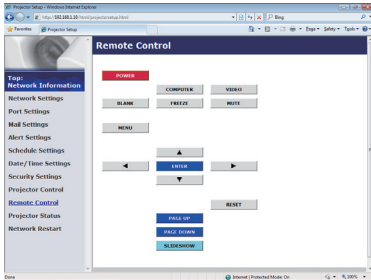 Projector Setup - Windows Internet Explorer
http://192.168.1.10/html/projectorsetup.html
Bing
Favorites Projector Setup
Page Safety Tools
Remote Control
Top:
Network Information
Network Settings
Port Settings
Mail Settings
Alert Settings
Schedule Settings
Date/Time Settings
Security Settings
Projector Control
Remote Control
Projector Status
Network Restart
POWER
COMPUTER VIDEO
BLANK FREEZE MUTE
MENU
▲
◄ ENTER ►
▼
RESET
PAGE UP
PAGE DOWN
SLIDESHOW
Done Internet | Protected Mode: On 100%